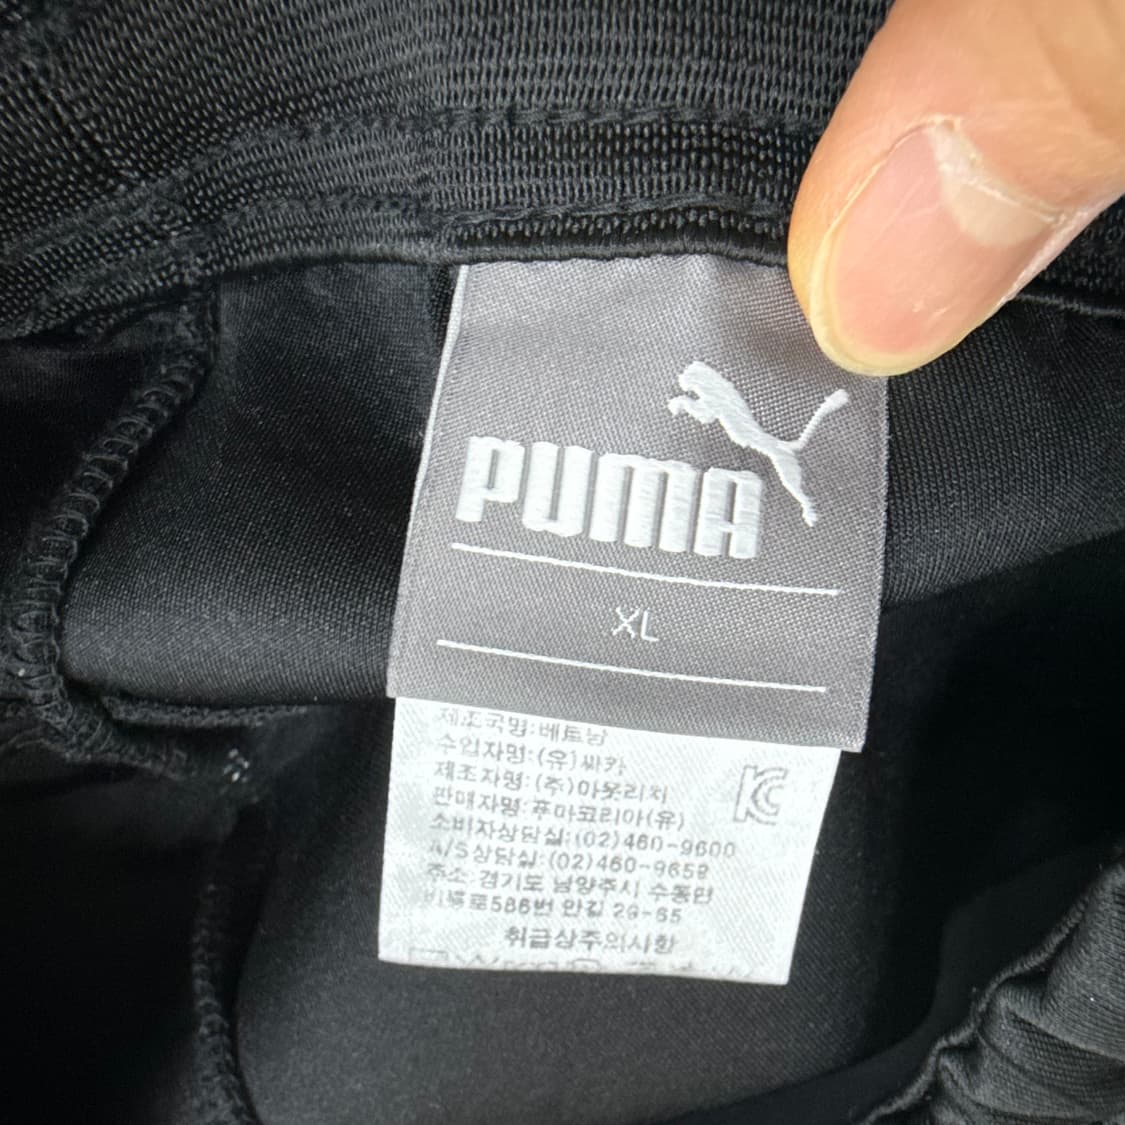 PUMA
XL
제조국명:베트남
수입자명:(유)싸카
제조자명:(주)아웃리치
판매자명:푸마코리아(유)
소비자상담실:(02)460-9600
A/S상담실:(02)460-9659
주소:경기도 남양주시 수동면
비룡로586번 안길 29-65
취급상주의사항
KC